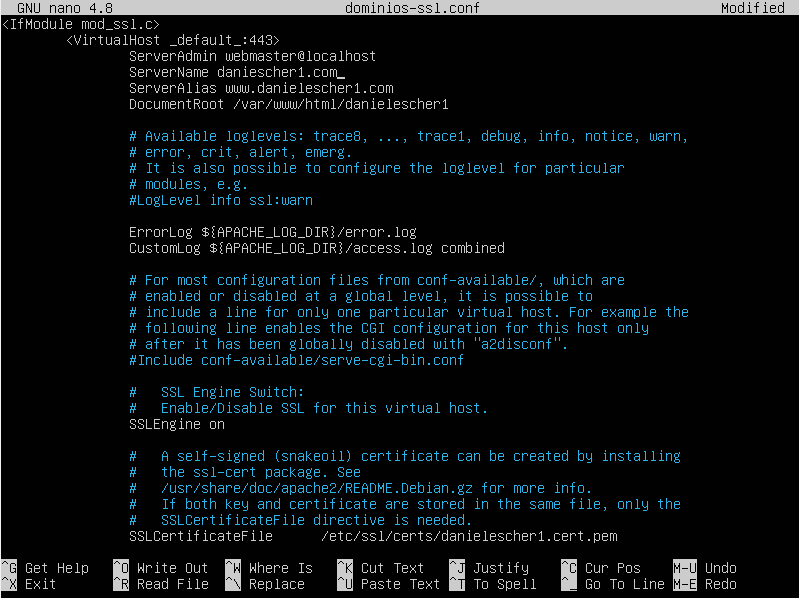 GNU nano 4.8 dominios-ssl.conf Modified
<IfModule mod_ssl.c>
<VirtualHost _default_:443>
ServerAdmin webmaster@localhost
ServerName daniescher1.com_
ServerAlias www.danielescher1.com
DocumentRoot /var/www/html/danielescher1
# Available loglevels: trace8, ..., trace1, debug, info, notice, warn,
# error, crit, alert, emerg.
# It is also possible to configure the loglevel for particular
# modules, e.g.
#LogLevel info ssl:warn
ErrorLog ${APACHE_LOG_DIR}/error.log
CustomLog ${APACHE_LOG_DIR}/access.log combined
# For most configuration files from conf-available/, which are
# enabled or disabled at a global level, it is possible to
# include a line for only one particular virtual host. For example the
# following line enables the CGI configuration for this host only
# after it has been globally disabled with "a2disconf".
#Include conf-available/serve-cgi-bin.conf
# SSL Engine Switch:
# Enable/Disable SSL for this virtual host.
SSLEngine on
# A self-signed (snakeoil) certificate can be created by installing
# the ssl-cert package. See
# /usr/share/doc/apache2/README.Debian.gz for more info.
# If both key and certificate are stored in the same file, only the
# SSLCertificateFile directive is needed.
SSLCertificateFile /etc/ssl/certs/danielescher1.cert.pem
^G Get Help ^O Write Out ^W Where Is ^K Cut Text ^J Justify ^C Cur Pos M-U Undo
^X Exit ^R Read File ^\ Replace ^U Paste Text ^T To Spell ^_ Go To Line M-E Redo